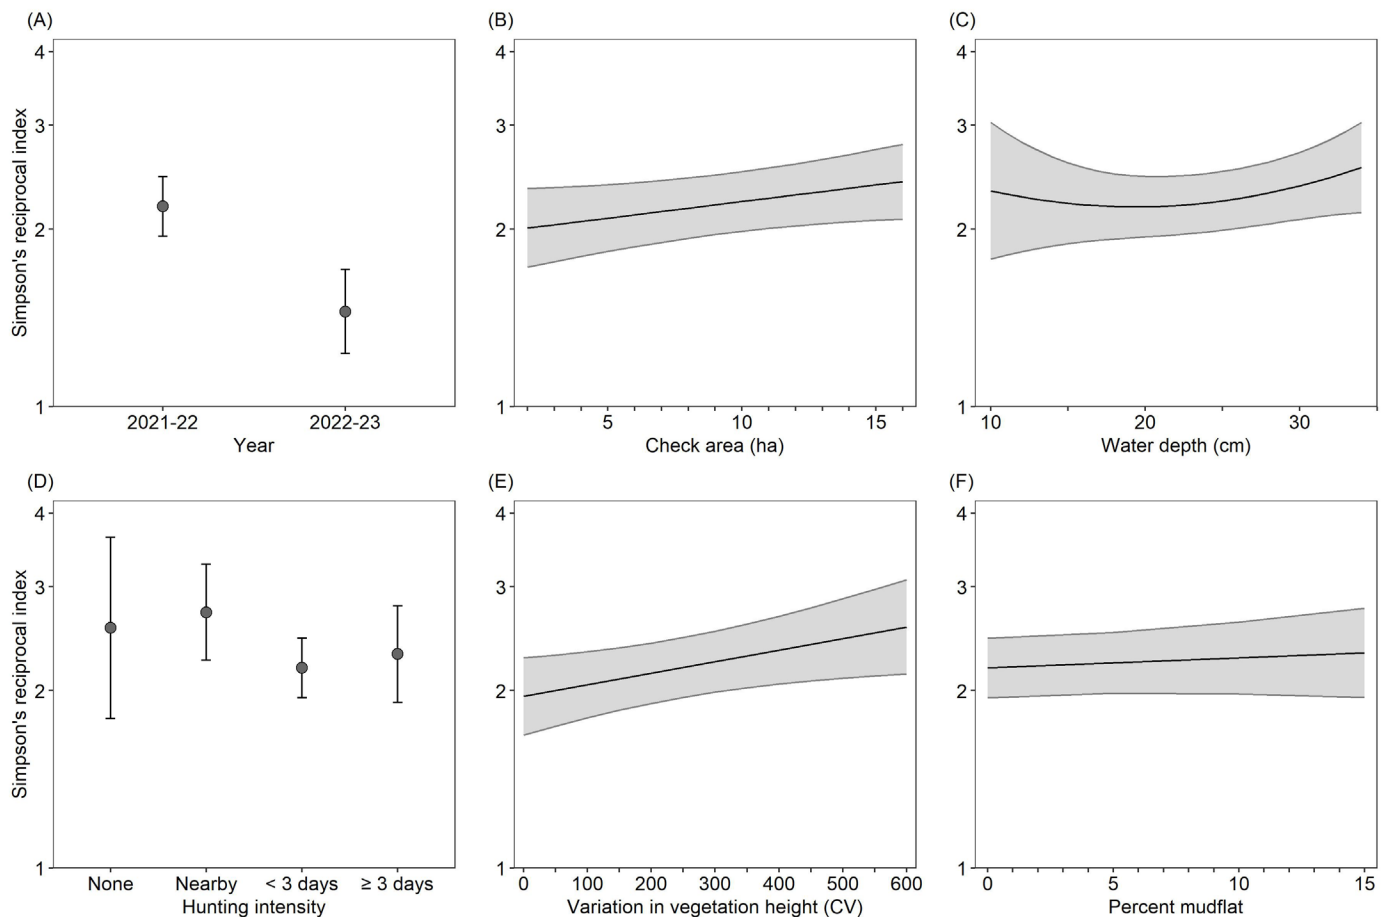 (A)
4
3
2
1
Simpson's reciprocal index
2021-22 2022-23
Year
(B)
4
3
2
1
5 10 15
Check area (ha)
(C)
4
3
2
1
10 20 30
Water depth (cm)
(D)
4
3
2
1
Simpson's reciprocal index
None Nearby < 3 days ≥ 3 days
Hunting intensity
(E)
4
3
2
1
0 100 200 300 400 500 600
Variation in vegetation height (CV)
(F)
4
3
2
1
0 5 10 15
Percent mudflat